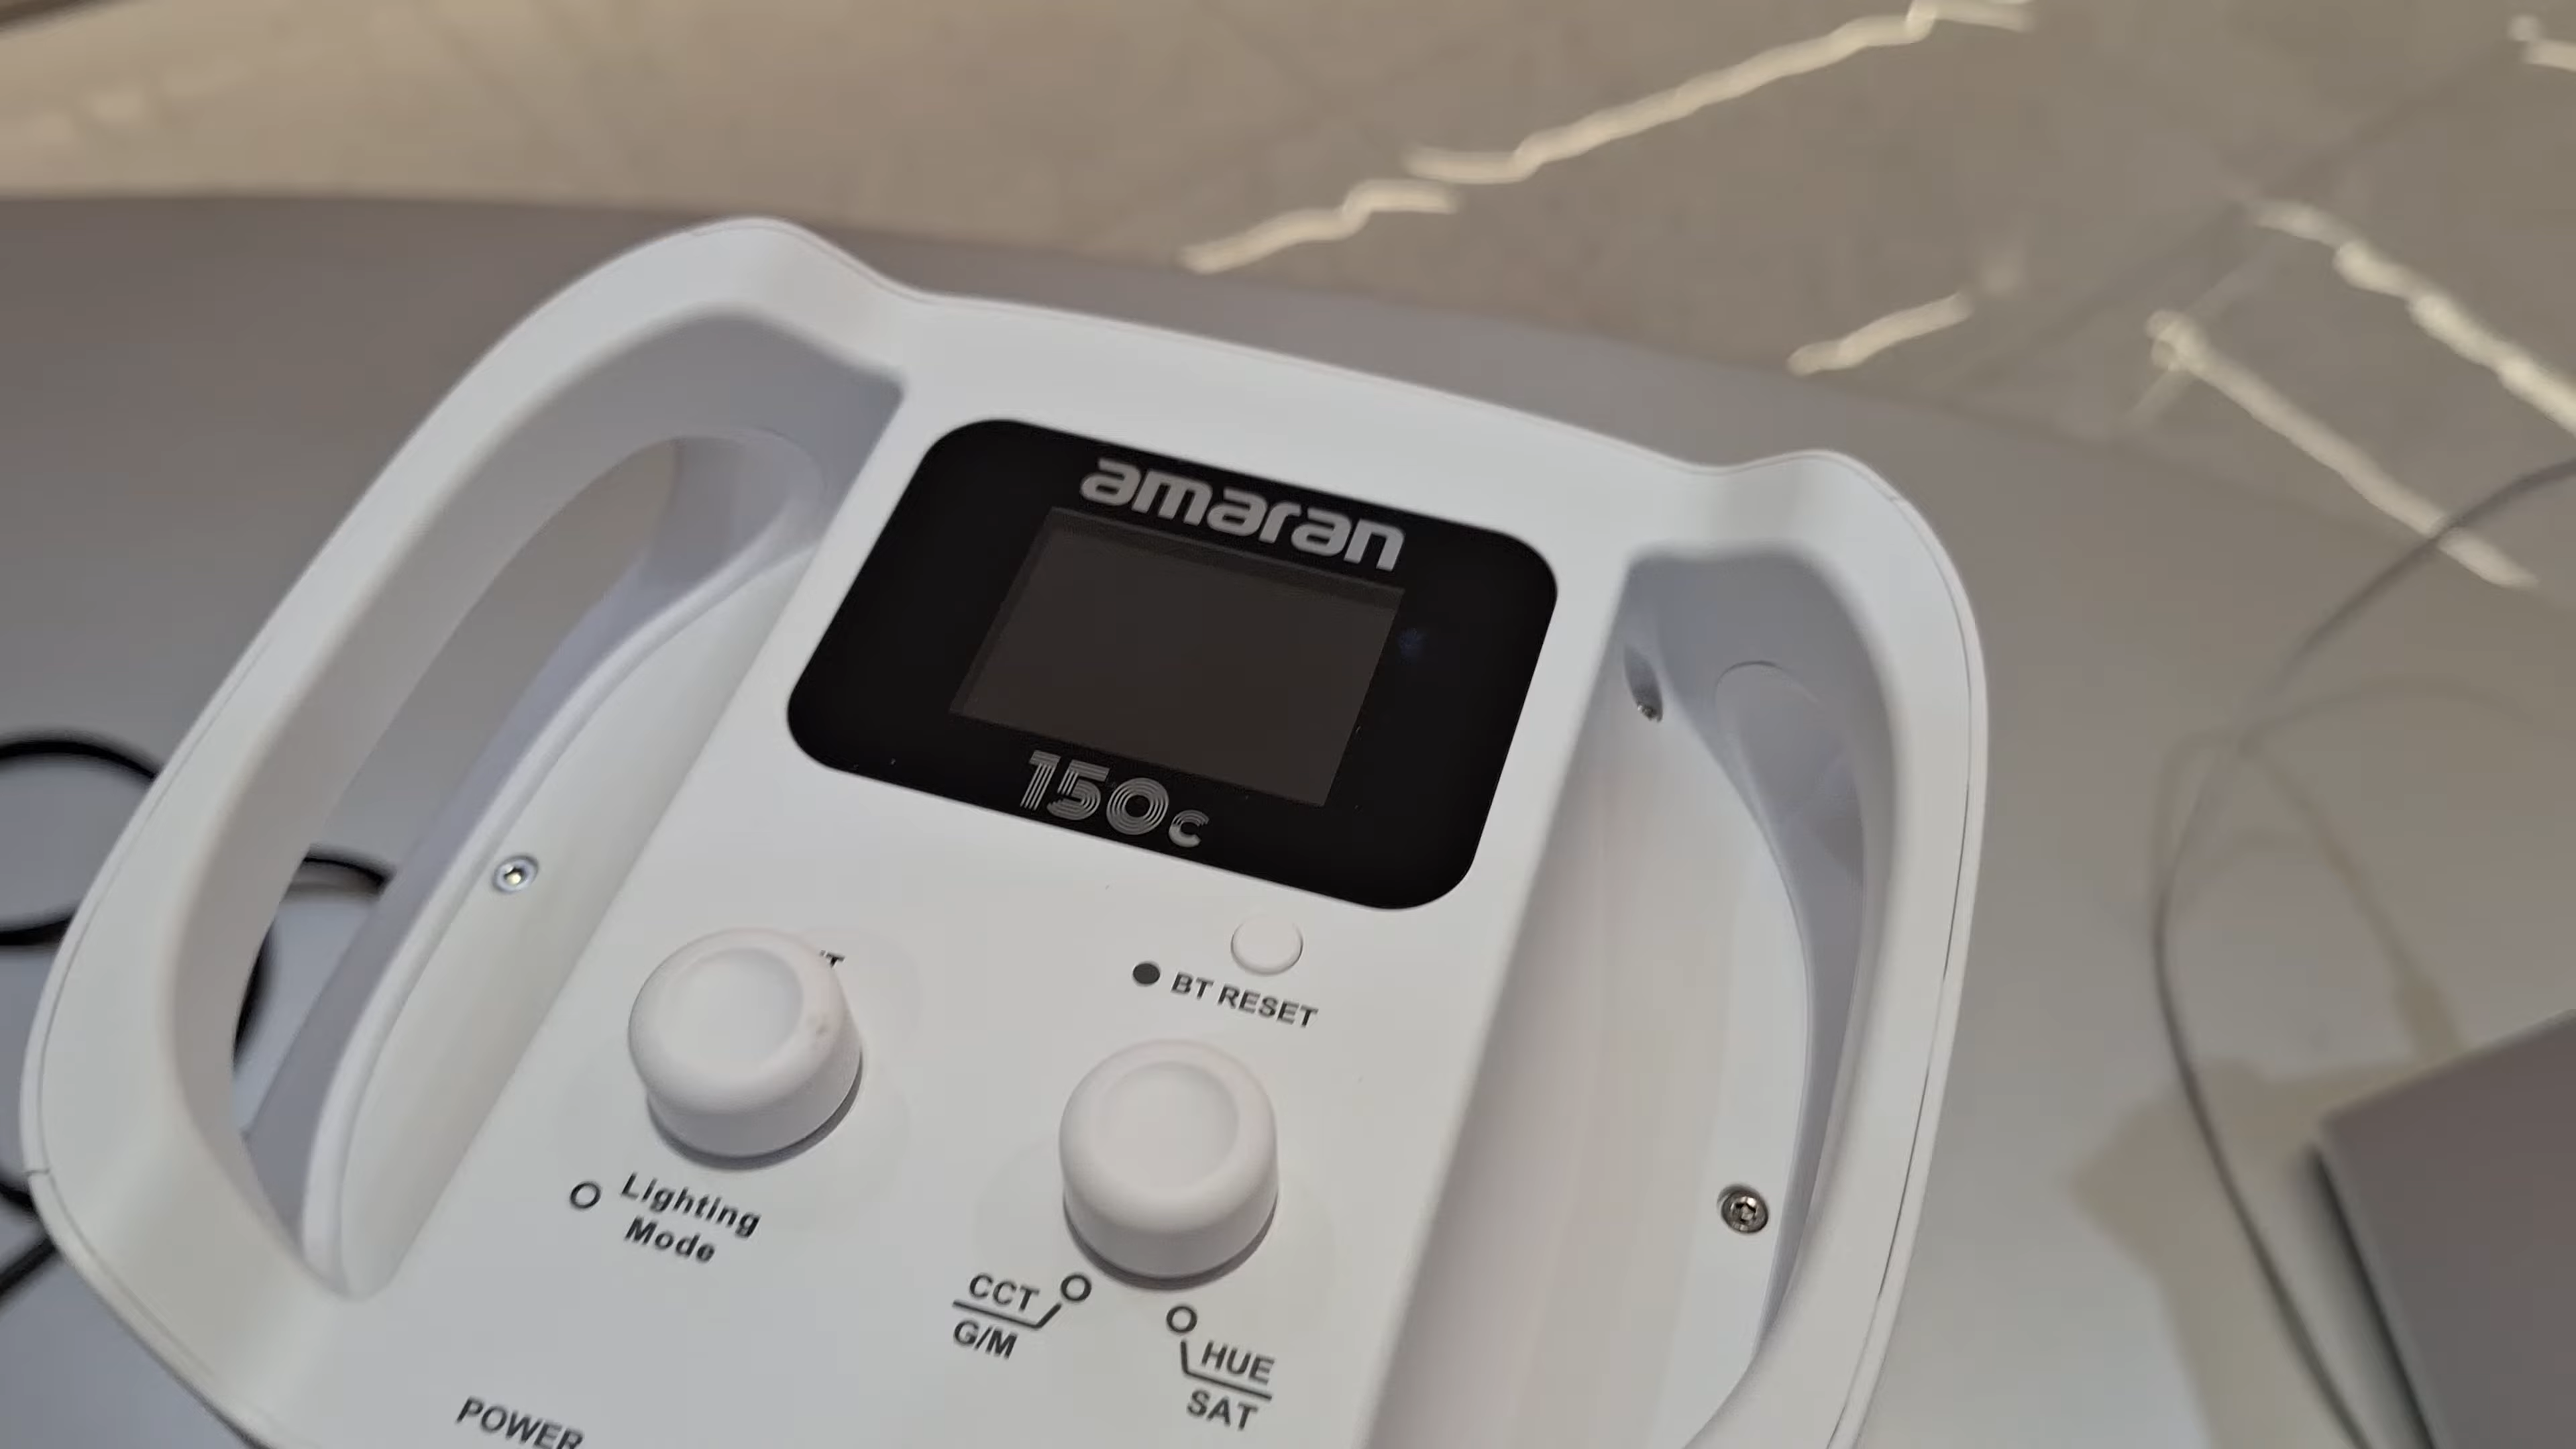 amaran
150c
BT RESET
Lighting
Mode
CCT
G/M
HUE
SAT
POWER